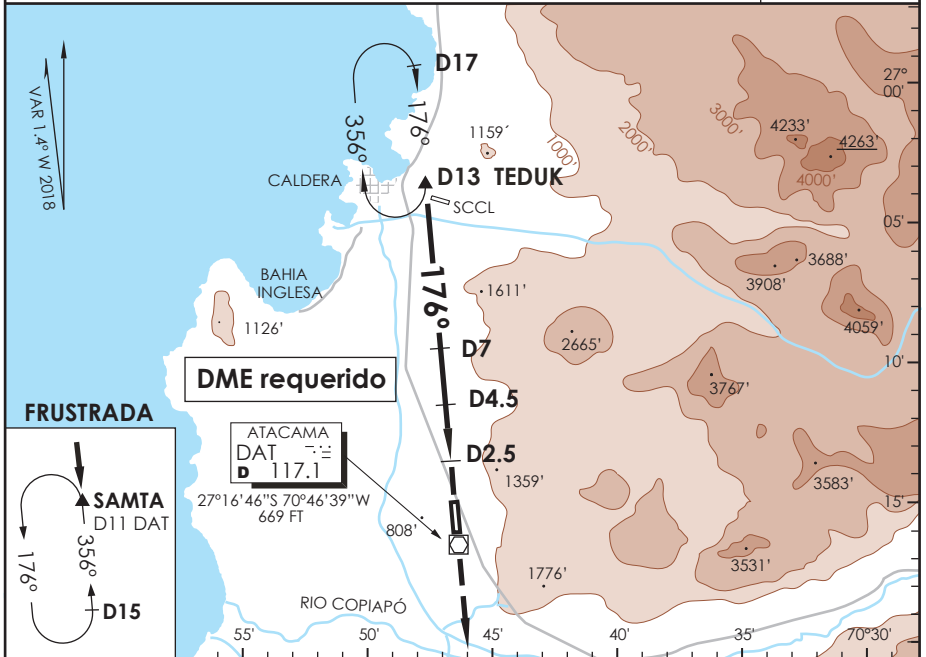 VAR 1.4° W 2018
D17
356°
176°
1159´
CALDERA
D13 TEDUK
SCCL
1000'
2000'
3000'
4233'
4263'
4000'
27°
00'
05'
BAHIA
INGLESA
1126'
176°
1611'
2665'
3688'
3908'
4059'
10'
D7
DME requerido
D4.5
3767'
FRUSTRADA
ATACAMA
DAT
D 117.1
27°16'46"S 70°46'39"W
669 FT
D2.5
1359'
3583'
15'
SAMTA
D11 DAT
176°
356°
D15
808'
3531'
1776'
RIO COPIAPÓ
55'
50'
45'
40'
35'
70°30'